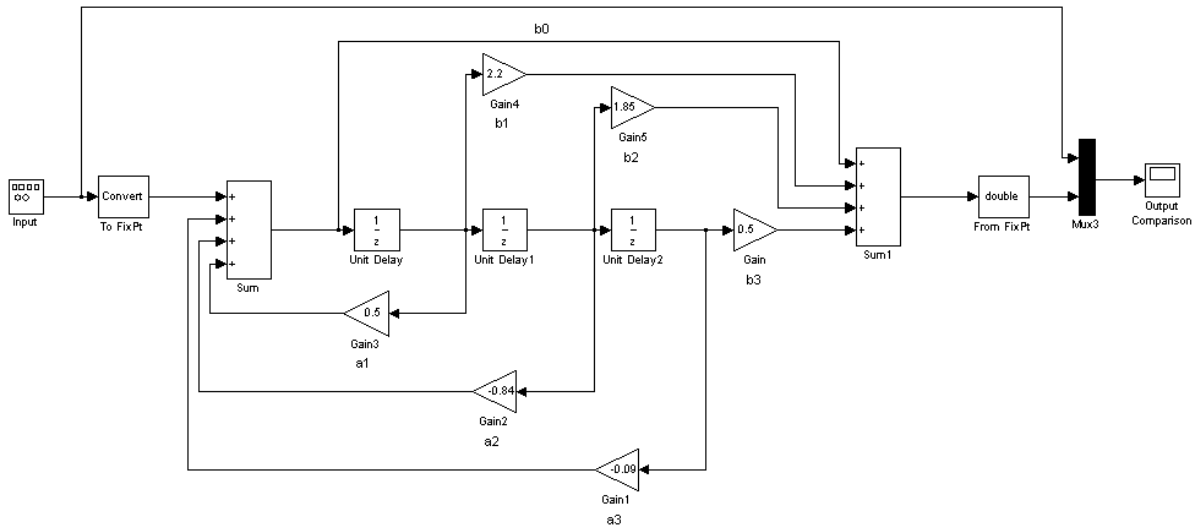 b0
2.2
Gain4
b1
1.85
Gain5
b2
Input
Convert
To FixPt
+
+
+
+
Sum
1
z
Unit Delay
1
z
Unit Delay1
1
z
Unit Delay2
0.5
Gain
b3
+
+
+
+
Sum1
double
From FixPt
Mux3
Output
Comparison
0.5
Gain3
a1
-0.84
Gain2
a2
-0.09
Gain1
a3